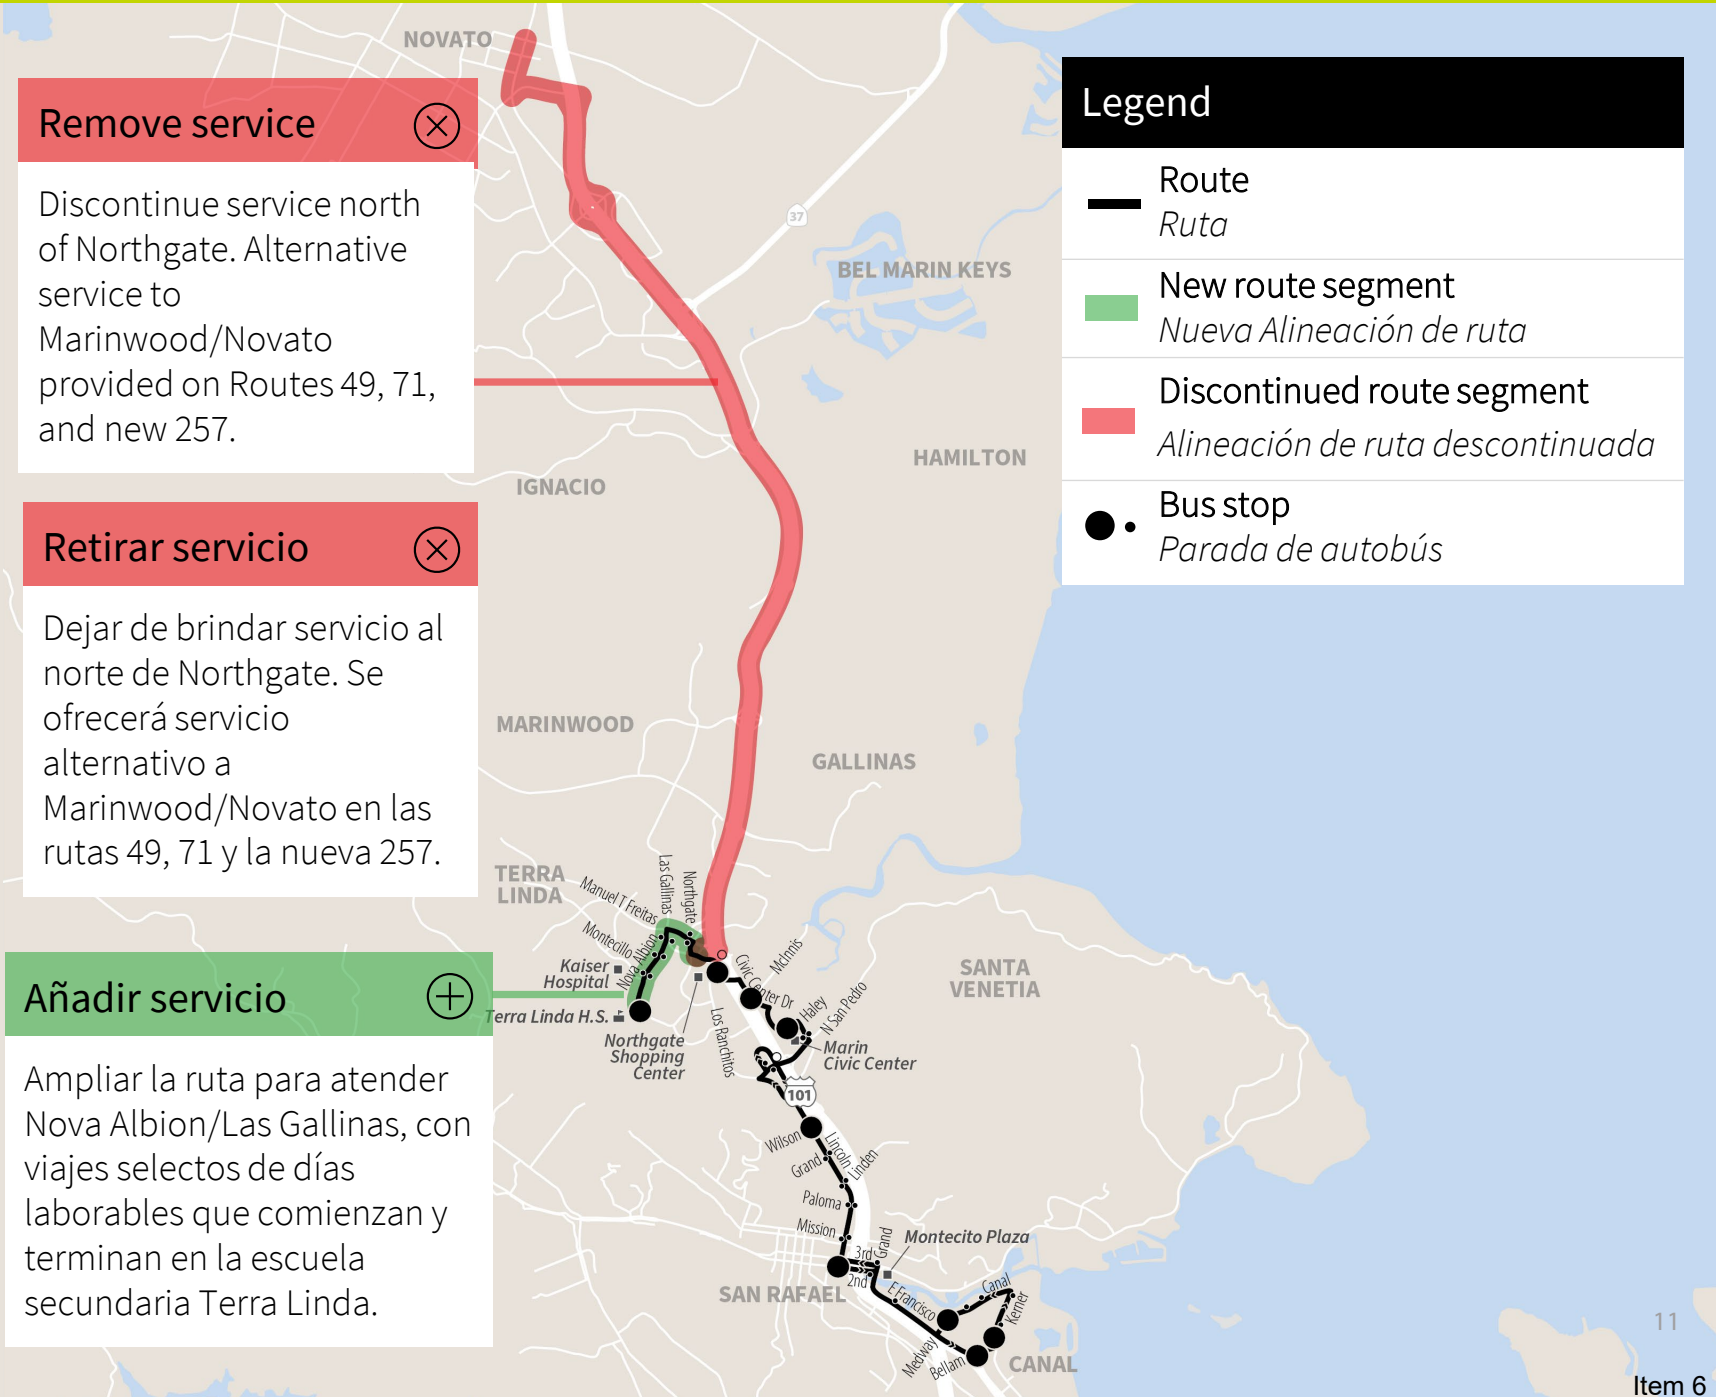 NOVATO
Remove service
Discontinue service north
of Northgate. Alternative
service to
Marinwood/Novato
provided on Routes 49, 71,
and new 257.
Retirar servicio
Dejar de brindar servicio al
norte de Northgate. Se
ofrecerá servicio
alternativo a
Marinwood/Novato en las
rutas 49, 71 y la nueva 257.
Añadir servicio
Ampliar la ruta para atender
Nova Albion/Las Gallinas, con
viajes selectos de días
laborables que comienzan y
terminan en la escuela
secundaria Terra Linda.
Legend
Route
Ruta
New route segment
Nueva Alineación de ruta
Discontinued route segment
Alineación de ruta descontinuada
Bus stop
Parada de autobús
37
BEL MARIN KEYS
HAMILTON
IGNACIO
MARINWOOD
GALLINAS
TERRA
LINDA
Manuel T Freitas
Las Gallinas
Northgate
Montecillo
Nova Albion
Kaiser
Hospital
Terra Linda H.S.
Northgate
Shopping
Center
Los Ranchitos
Civic Center Dr
McInnis
Haley
N San Pedro
Marin
Civic Center
SANTA
VENETIA
101
Wilson
Lincoln
Grand
Linden
Paloma
Mission
3rd
Grand
2nd
Montecito Plaza
SAN RAFAEL
E Francisco
Canal
Kerner
Medway
Bellam
CANAL
11
Item 6